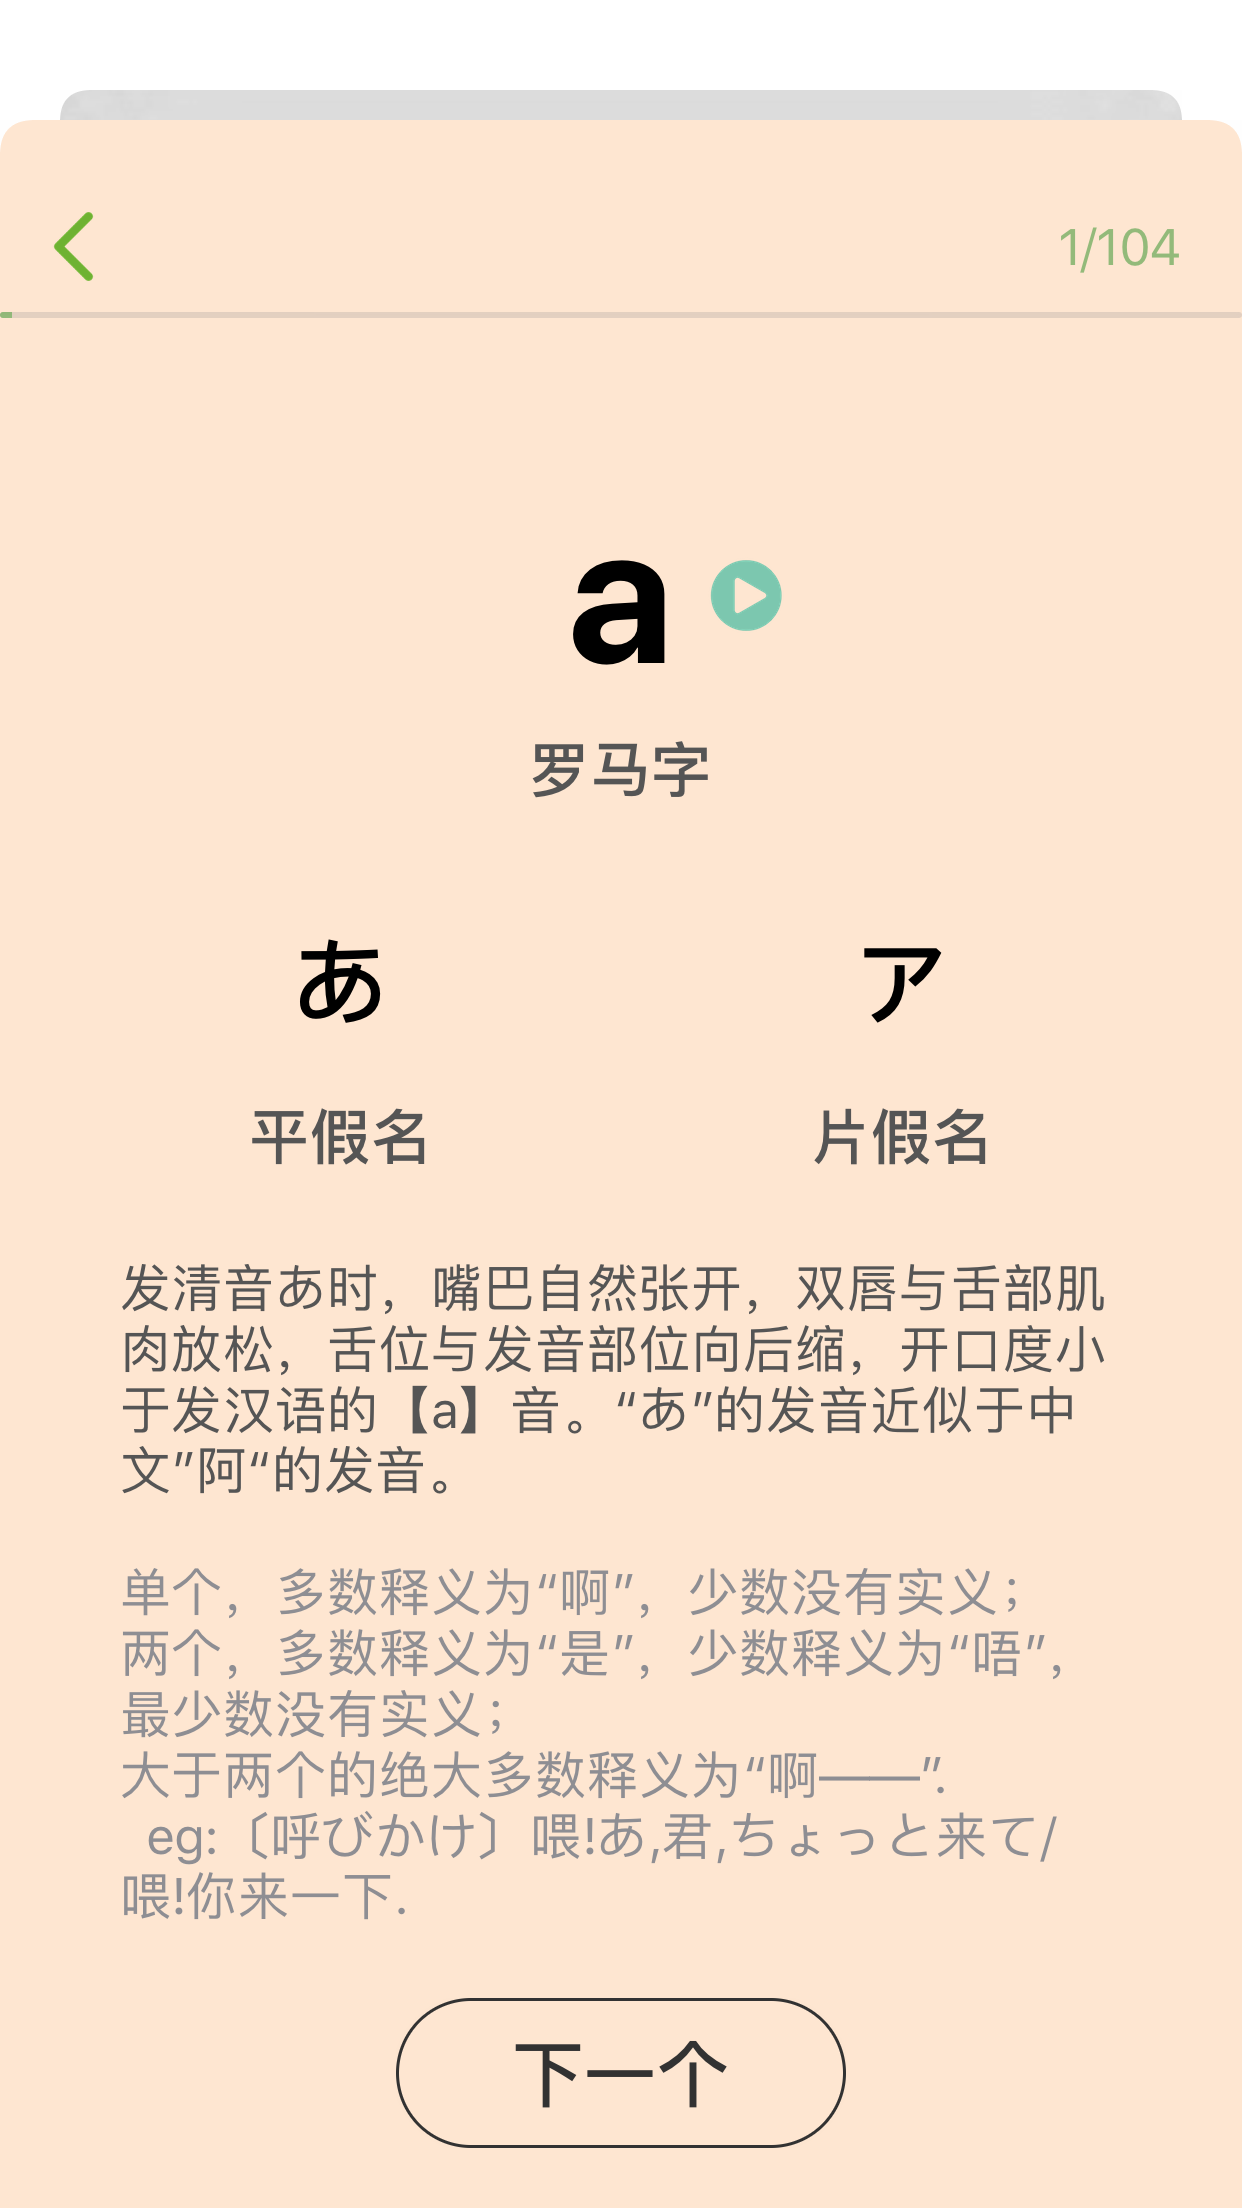 1/104
a
罗马字
あ ア
平假名 片假名
发清音あ时，嘴巴自然张开，双唇与舌部肌
肉放松，舌位与发音部位向后缩，开口度小
于发汉语的【a】音。“あ”的发音近似于中
文”阿“的发音。
单个，多数释义为“啊”，少数没有实义；
两个，多数释义为“是”，少数释义为“唔”，
最少数没有实义；
大于两个的绝大多数释义为“啊——”.
eg:〔呼びかけ〕喂!あ,君,ちょっと来て/
喂!你来一下.
下一个